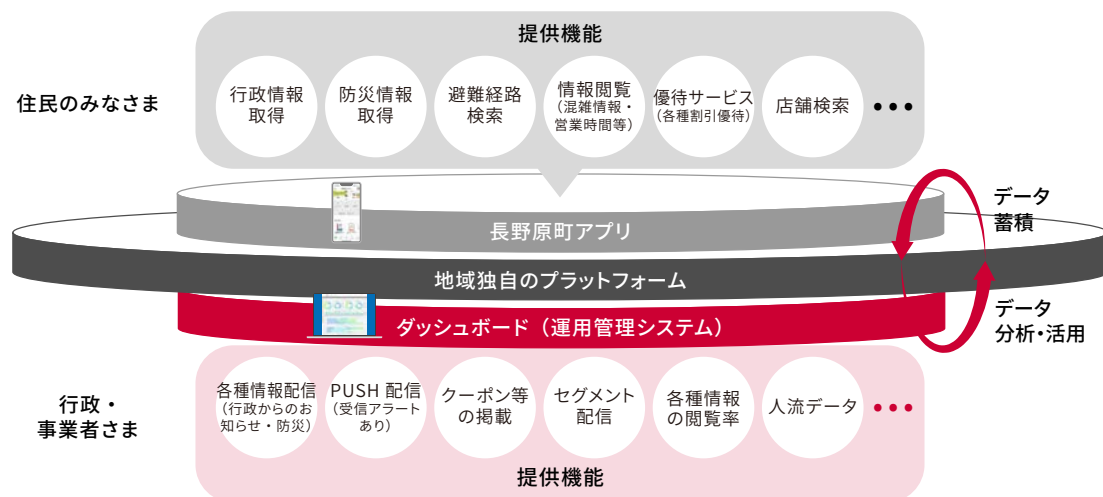 提供機能
住民のみなさま
行政情報
取得
防災情報
取得
避難経路
検索
情報閲覧
（混雑情報・
営業時間等）
優待サービス
（各種割引優待）
店舗検索
•••
長野原町アプリ
データ
蓄積
地域独自のプラットフォーム
ダッシュボード（運用管理システム）
データ
分析・活用
行政・
事業者さま
各種情報配信
（行政からのお
知らせ・防災）
PUSH 配信
（受信アラート
あり）
クーポン等
の掲載
セグメント
配信
各種情報
の閲覧率
人流データ
•••
提供機能